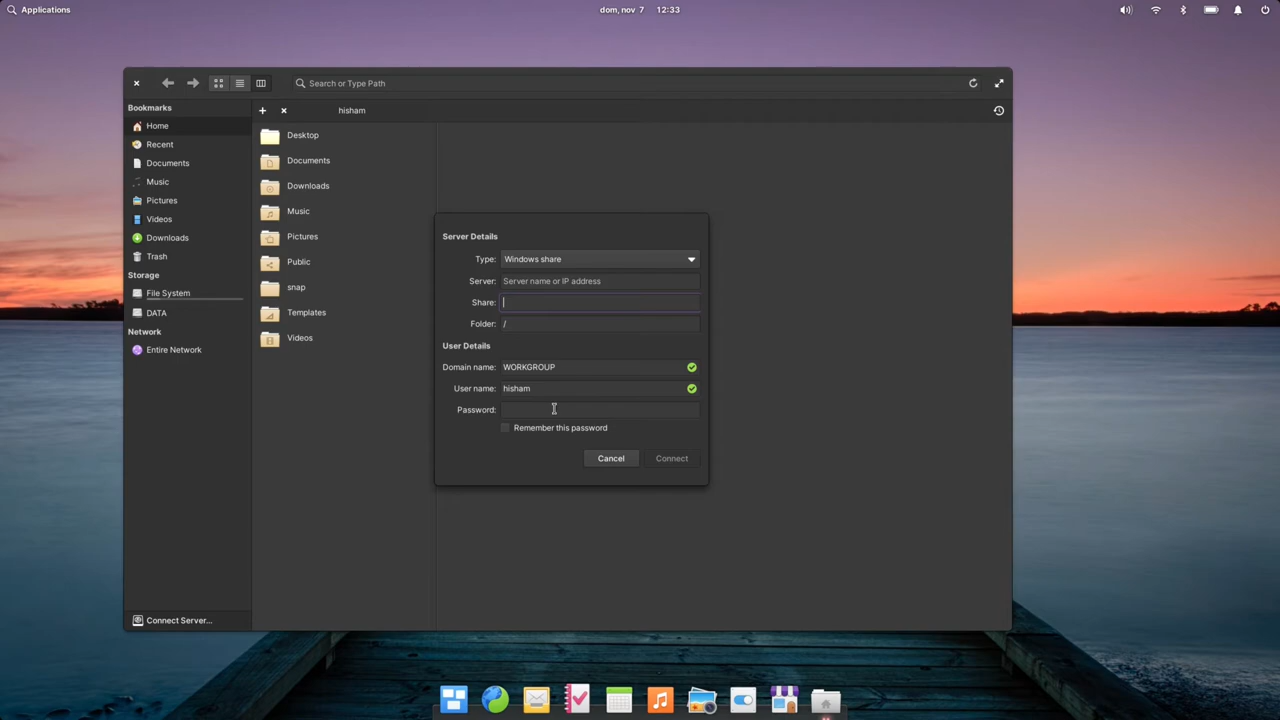 Applications
dom, nov 7 12:33
Search or Type Path
Bookmarks
Home
Recent
Documents
Music
Pictures
Videos
Downloads
Trash
Storage
File System
DATA
Network
Entire Network
Connect Server...
hisham
Desktop
Documents
Downloads
Music
Pictures
Public
snap
Templates
Videos
Server Details
Type: Windows share
Server: Server name or IP address
Share:
Folder: /
User Details
Domain name: WORKGROUP
User name: hisham
Password:
Remember this password
Cancel Connect